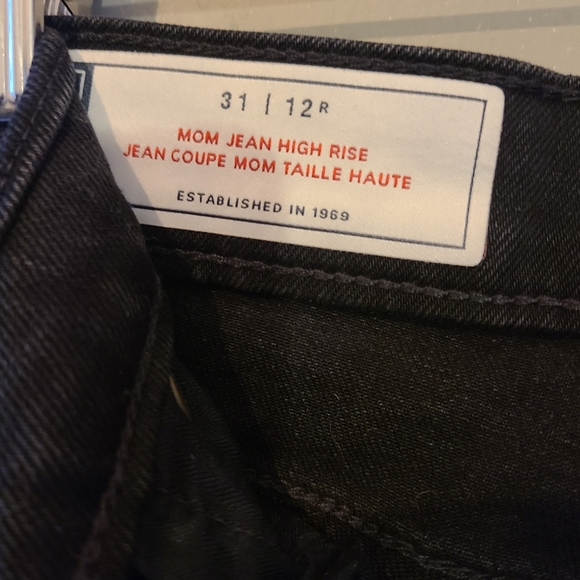 31 | 12R
MOM JEAN HIGH RISE
JEAN COUPE MOM TAILLE HAUTE
ESTABLISHED IN 1969